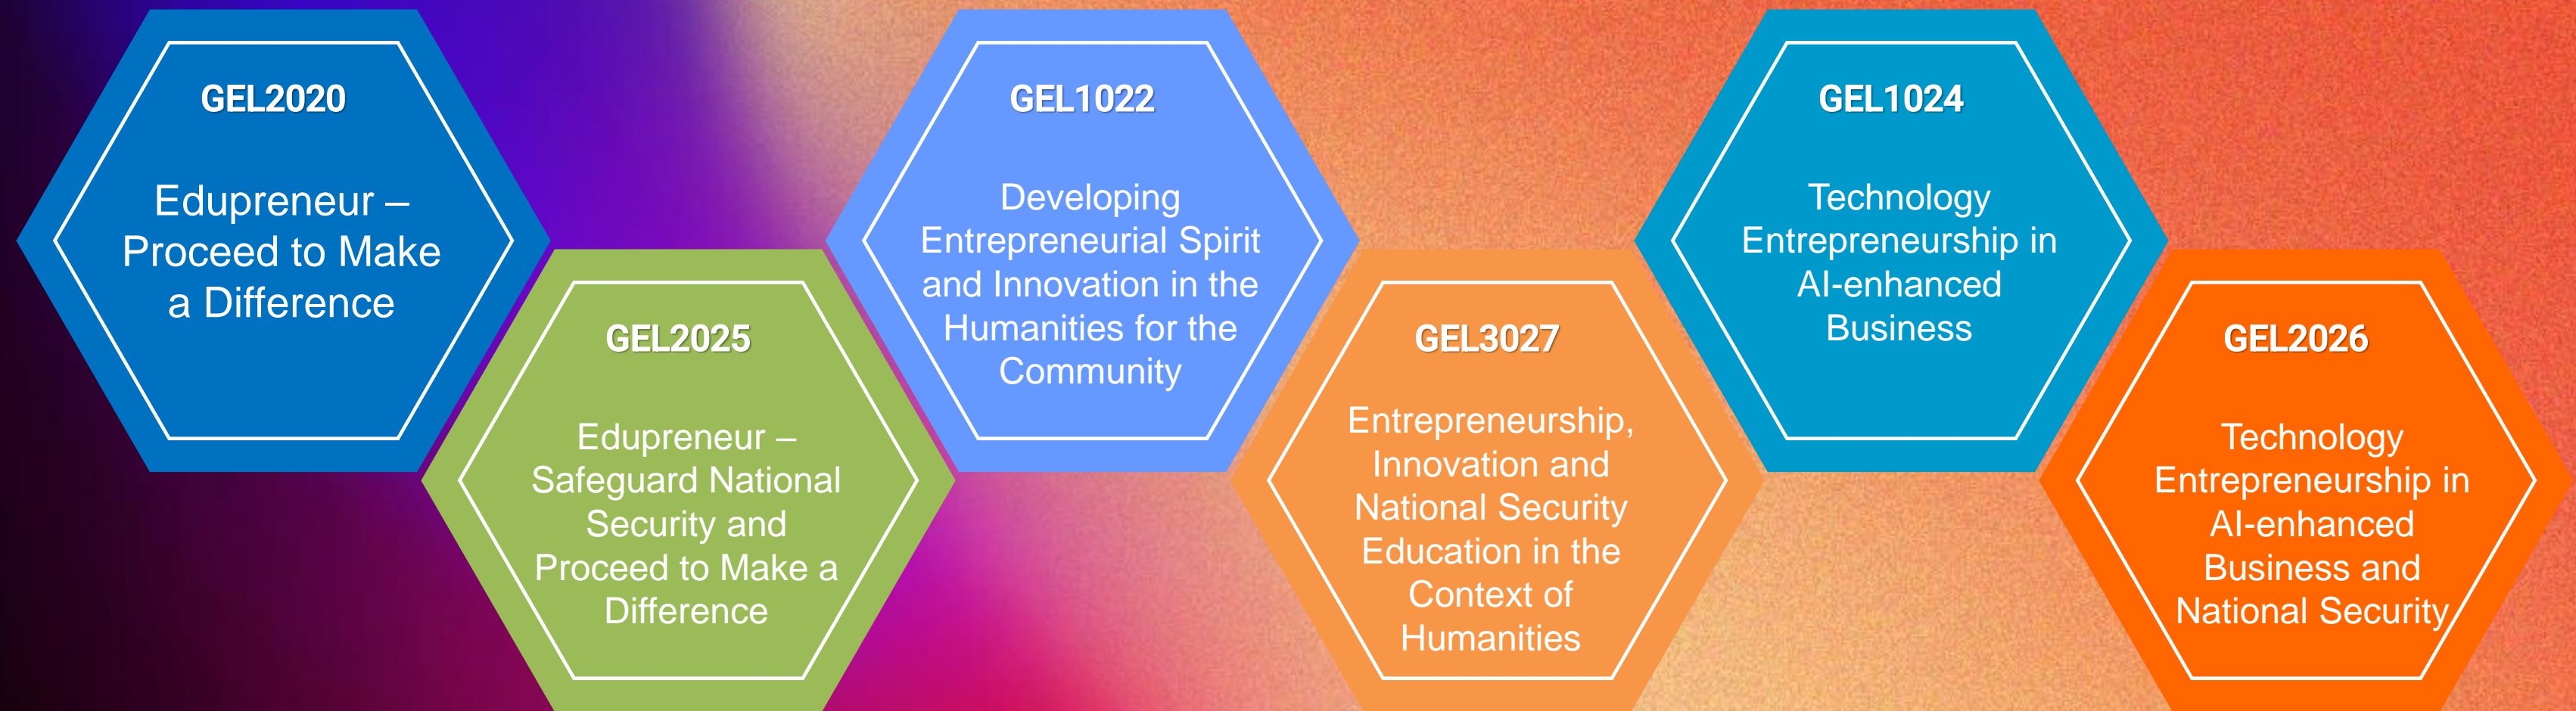 GEL2020
Edupreneur –
Proceed to Make
a Difference
GEL2025
Edupreneur –
Safeguard National
Security and
Proceed to Make a
Difference
GEL1022
Developing
Entrepreneurial Spirit
and Innovation in the
Humanities for the
Community
GEL3027
Entrepreneurship,
Innovation and
National Security
Education in the
Context of
Humanities
GEL1024
Technology
Entrepreneurship in
AI-enhanced
Business
GEL2026
Technology
Entrepreneurship in
AI-enhanced
Business and
National Security